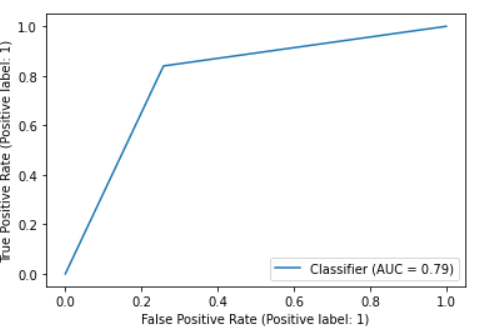 True Positive Rate (Positive label: 1)
1.0
0.8
0.6
0.4
0.2
0.0
Classifier (AUC = 0.79)
0.0 0.2 0.4 0.6 0.8 1.0
False Positive Rate (Positive label: 1)